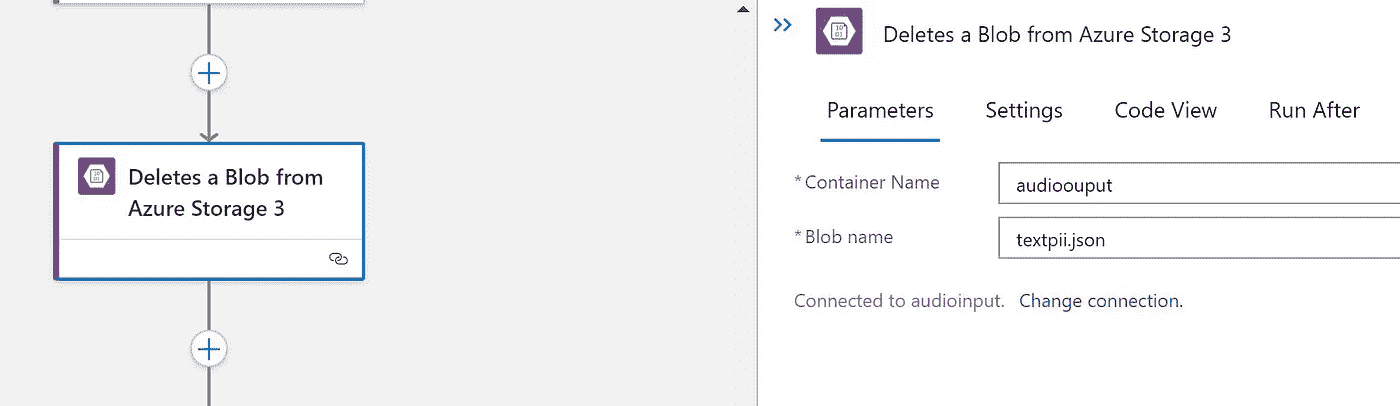 Deletes a Blob from
Azure Storage 3
Deletes a Blob from Azure Storage 3
Parameters Settings Code View Run After
* Container Name audioouput
* Blob name textpii.json
Connected to audioinput. Change connection.